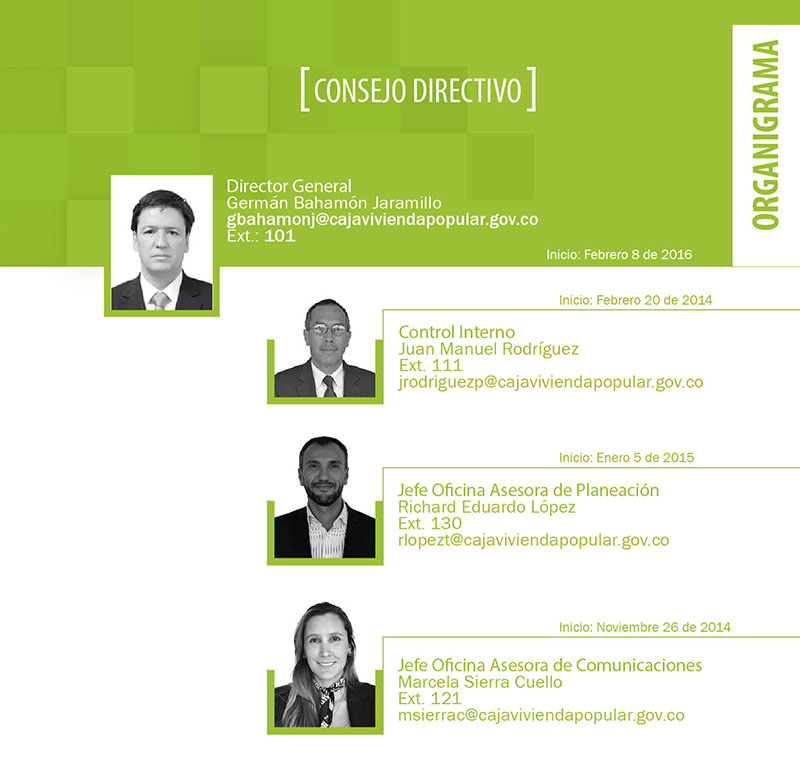 [ CONSEJO DIRECTIVO ]
ORGANIGRAMA
Director General
Germán Bahamón Jaramillo
gbahamonj@cajaviviendapopular.gov.co
Ext.: 101
Inicio: Febrero 8 de 2016
Inicio: Febrero 20 de 2014
Control Interno
Juan Manuel Rodríguez
Ext. 111
jrodriguezp@cajaviviendapopular.gov.co
Inicio: Enero 5 de 2015
Jefe Oficina Asesora de Planeación
Richard Eduardo López
Ext. 130
rlopezt@cajaviviendapopular.gov.co
Inicio: Noviembre 26 de 2014
Jefe Oficina Asesora de Comunicaciones
Marcela Sierra Cuello
Ext. 121
msierrac@cajaviviendapopular.gov.co